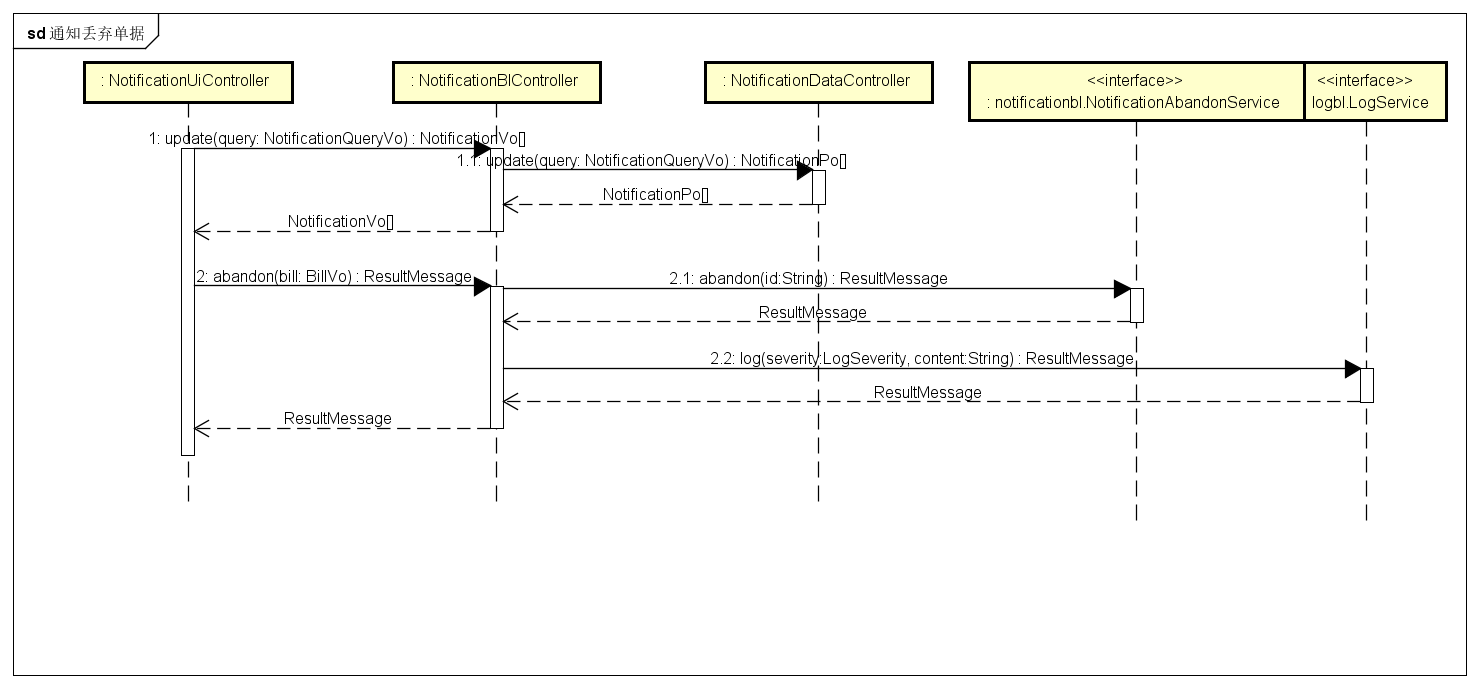 sd 通知丢弃单据
: NotificationUiController
: NotificationBlController
: NotificationDataController
<<interface>>
: notificationbl.NotificationAbandonService
<<interface>>
logbl.LogService
1: update(query: NotificationQueryVo) : NotificationVo[]
1.1: update(query: NotificationQueryVo) : NotificationPo[]
NotificationPo[]
NotificationVo[]
2: abandon(bill: BillVo) : ResultMessage
2.1: abandon(id:String) : ResultMessage
ResultMessage
2.2: log(severity:LogSeverity, content:String) : ResultMessage
ResultMessage
ResultMessage